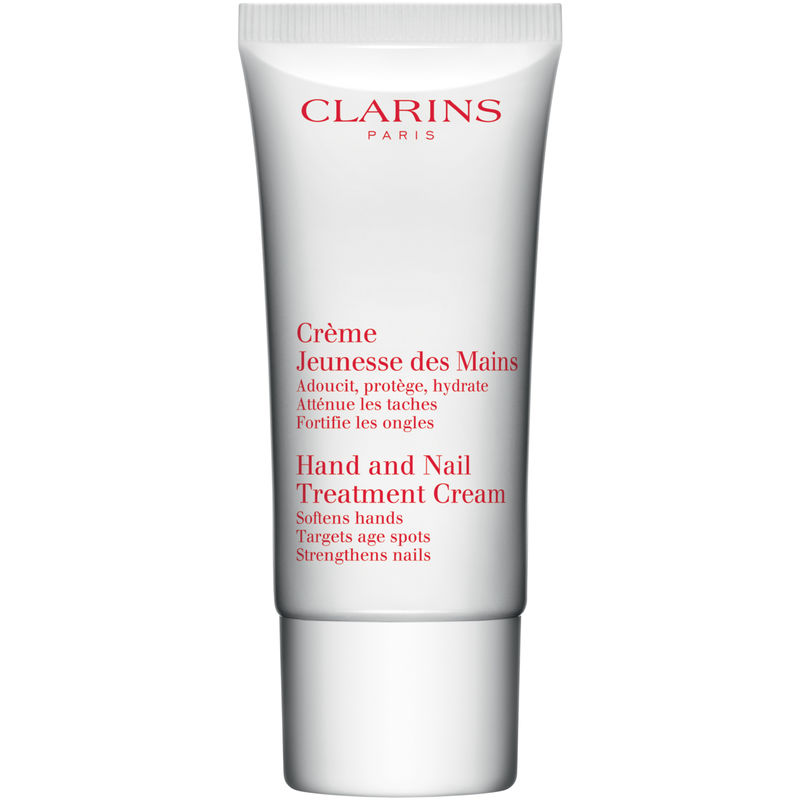 CLARINS
PARIS
Crème
Jeunesse des Mains
Adoucit, protège, hydrate
Atténue les taches
Fortifie les ongles
Hand and Nail
Treatment Cream
Softens hands
Targets age spots
Strengthens nails